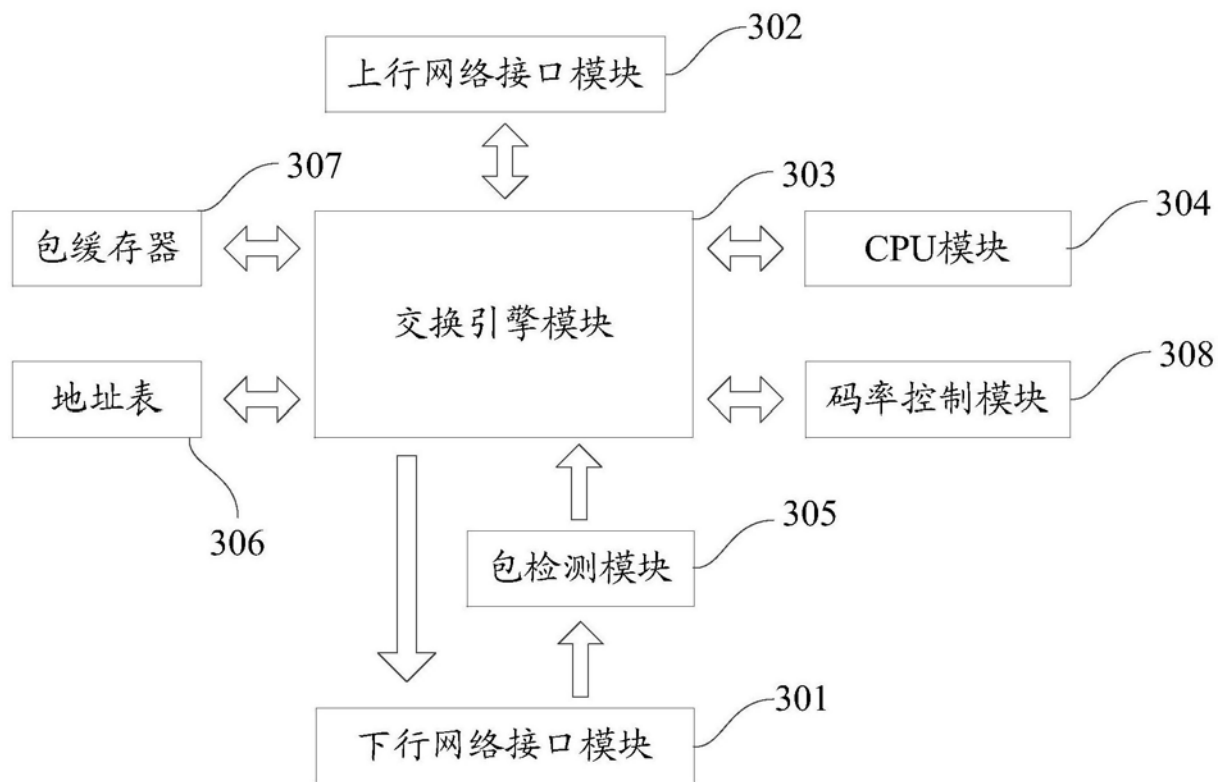 302
上行网络接口模块
307
303
304
包缓存器
CPU模块
交换引擎模块
308
地址表
码率控制模块
306
305
包检测模块
301
下行网络接口模块